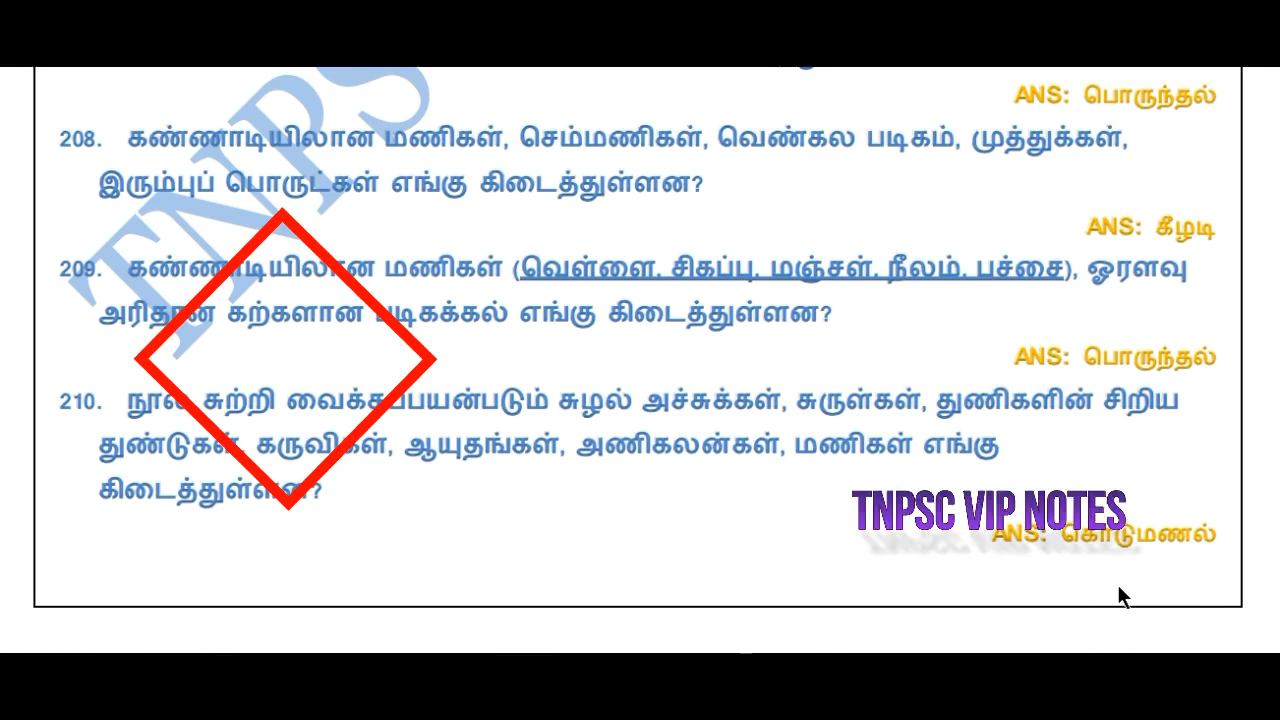 ANS: பொருந்தல்
208. கண்ணாடியிலான மணிகள், செம்மணிகள், வெண்கல படிகம், முத்துக்கள்,
இரும்புப் பொருட்கள் எங்கு கிடைத்துள்ளன?
ANS: கீழடி
209. கண்ணாடியிலான மணிகள் (வெள்ளை, சிகப்பு, மஞ்சள், நீலம், பச்சை), ஓரளவு
அரிதான கற்களான படிகக்கல் எங்கு கிடைத்துள்ளன?
ANS: பொருந்தல்
210. நூல் சுற்றி வைக்கப்பயன்படும் சுழல் அச்சுக்கள், சுருள்கள், துணிகளின் சிறிய
துண்டுகள், கருவிகள், ஆயுதங்கள், அணிகலன்கள், மணிகள் எங்கு
கிடைத்துள்ளன?
TNPSC VIP NOTES
ANS: கொடுமணல்
TNPS